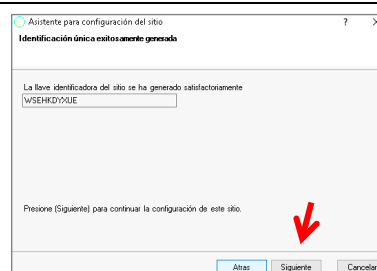 Asistente para configuración del sitio ? X
Identificación única exitosamente generada
La llave identificadora del sitio se ha generado satisfactoriamente
WSEHKDYXUE
Presione (Siguiente) para continuar la configuración de este sitio.
Atras Siguiente Cancelar